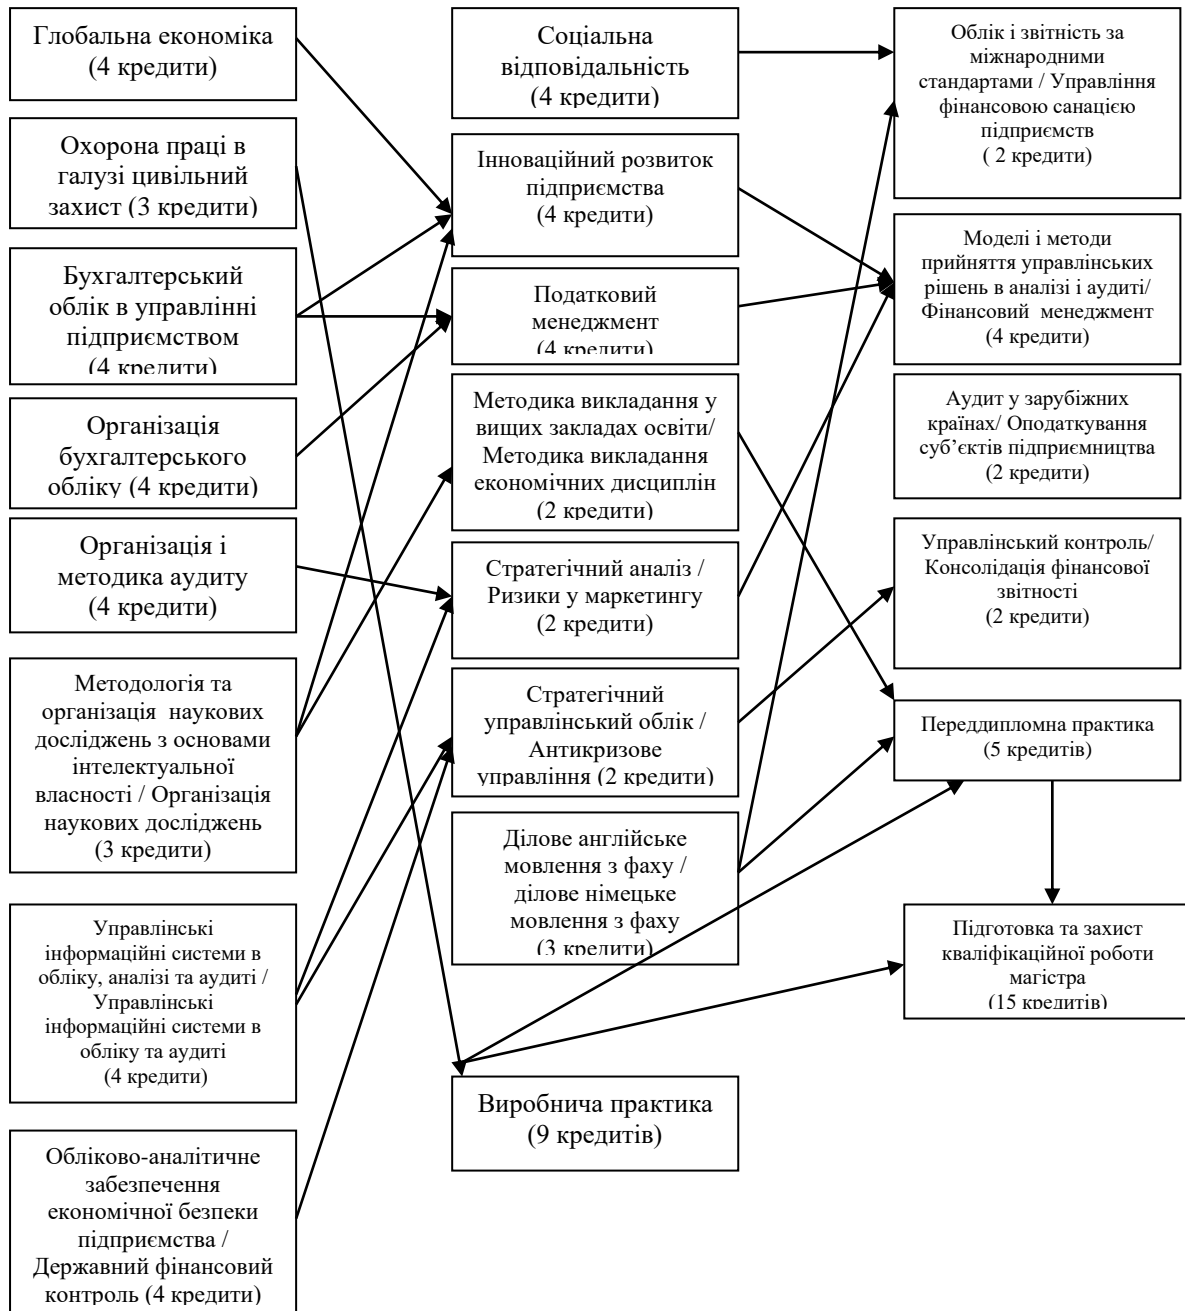 Глобальна економіка
(4 кредити)
Охорона праці в
галузі цивільний
захист (3 кредити)
Бухгалтерський
облік в управлінні
підприємством
(4 кредити)
Організація
бухгалтерського
обліку (4 кредити)
Організація і
методика аудиту
(4 кредити)
Методологія та
організація наукових
досліджень з основами
інтелектуальної
власності / Організація
наукових досліджень
(3 кредити)
Управлінські
інформаційні системи в
обліку, аналізі та аудиті /
Управлінські
інформаційні системи в
обліку та аудиті
(4 кредити)
Обліково-аналітичне
забезпечення
економічної безпеки
підприємства /
Державний фінансовий
контроль (4 кредити)
Соціальна
відповідальність
(4 кредити)
Інноваційний розвиток
підприємства
(4 кредити)
Податковий
менеджмент
(4 кредити)
Методика викладання у
вищих закладах освіти/
Методика викладання
економічних дисциплін
(2 кредити)
Стратегічний аналіз /
Ризики у маркетингу
(2 кредити)
Стратегічний
управлінський облік /
Антикризове
управління (2 кредити)
Ділове англійське
мовлення з фаху /
ділове німецьке
мовлення з фаху
(3 кредити)
Виробнича практика
(9 кредитів)
Облік і звітність за
міжнародними
стандартами / Управління
фінансовою санацією
підприємств
( 2 кредити)
Моделі і методи
прийняття управлінських
рішень в аналізі і аудиті/
Фінансовий менеджмент
(4 кредити)
Аудит у зарубіжних
країнах/ Оподаткування
суб’єктів підприємництва
(2 кредити)
Управлінський контроль/
Консолідація фінансової
звітності
(2 кредити)
Переддипломна практика
(5 кредитів)
Підготовка та захист
кваліфікаційної роботи
магістра
(15 кредитів)